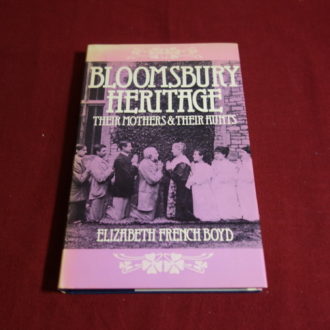 BLOOMSBURY
HERITAGE
THEIR MOTHERS & THEIR AUNTS
ELIZABETH FRENCH BOYD